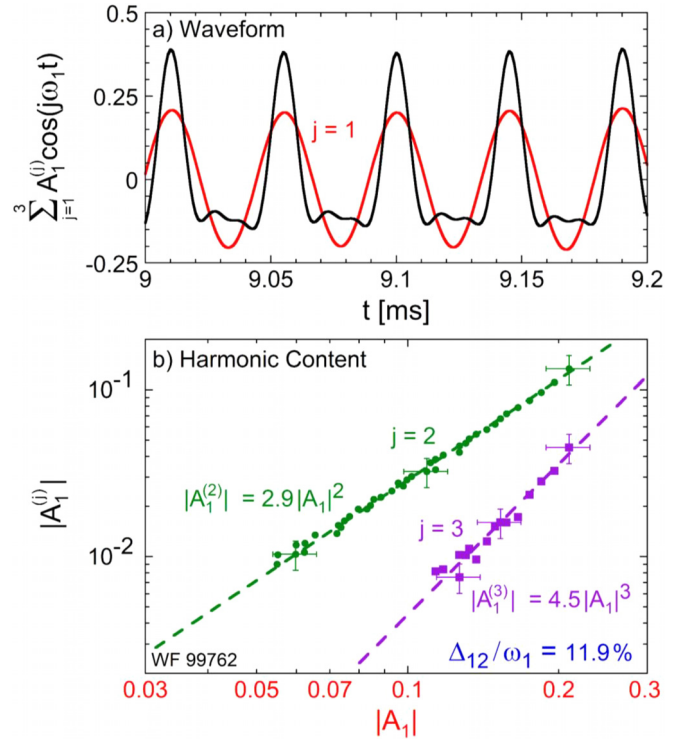 a) Waveform
0.5
0.25
0
-0.25
∑³ⱼ₌₁ A₁⁽ʲ⁾cos(jω₁t)
j = 1
9
9.05
9.1
9.15
9.2
t [ms]
b) Harmonic Content
10⁻¹
10⁻²
|A₁⁽ʲ⁾|
j = 2
|A₁⁽²⁾| = 2.9|A₁|²
j = 3
|A₁⁽³⁾| = 4.5|A₁|³
Δ₁₂/ω₁ = 11.9%
WF 99762
0.03
0.05
0.07
0.1
0.2
0.3
|A₁|